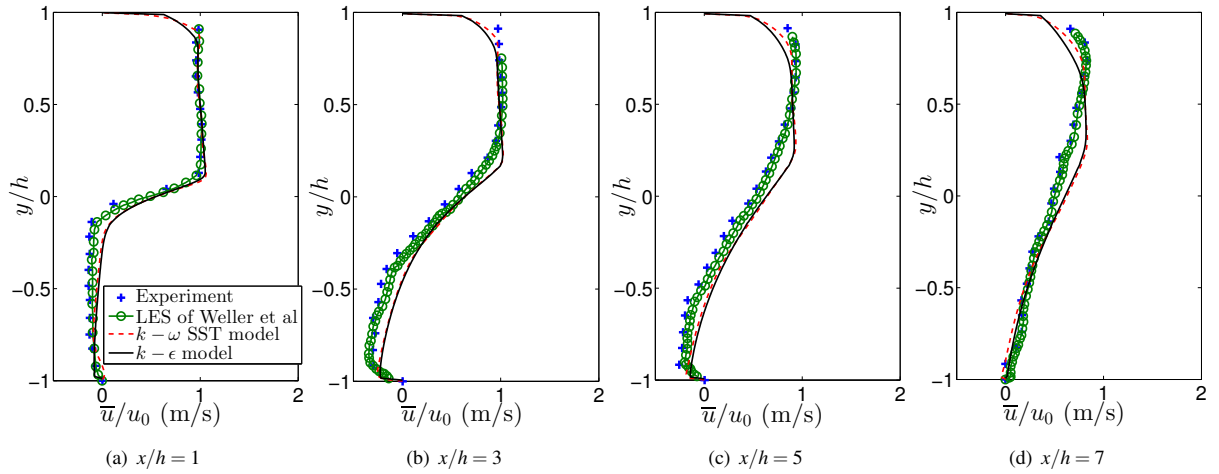 1
0.5
0
−0.5
−1
y/h
0
1
2
u̅/u₀ (m/s)
Experiment
LES of Weller et al
k − ω SST model
k − ϵ model
(a) x/h = 1
1
0.5
0
−0.5
−1
y/h
0
1
2
u̅/u₀ (m/s)
(b) x/h = 3
1
0.5
0
−0.5
−1
y/h
0
1
2
u̅/u₀ (m/s)
(c) x/h = 5
1
0.5
0
−0.5
−1
y/h
0
1
2
u̅/u₀ (m/s)
(d) x/h = 7